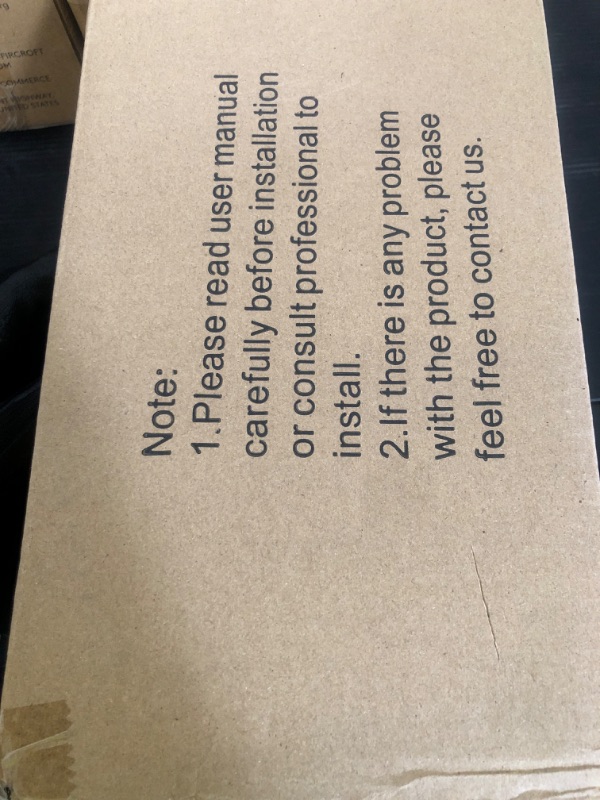 Note:
1.Please read user manual
carefully before installation
or consult professional to
install.
2.If there is any problem
with the product, please
feel free to contact us.
COMMERCE